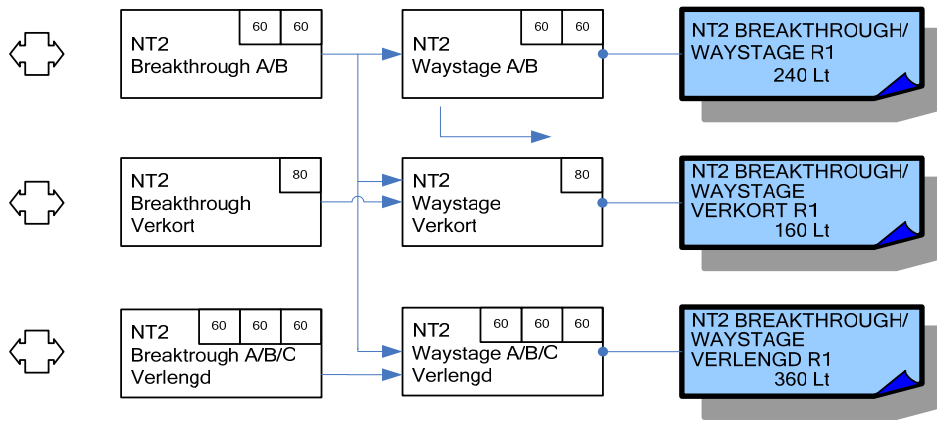 60 60
NT2
Breakthrough A/B
60 60
NT2
Waystage A/B
NT2 BREAKTHROUGH/
WAYSTAGE R1
240 Lt
80
NT2
Breakthrough
Verkort
80
NT2
Waystage
Verkort
NT2 BREAKTHROUGH/
WAYSTAGE
VERKORT R1
160 Lt
60 60 60
NT2
Breaktrough A/B/C
Verlengd
60 60 60
NT2
Waystage A/B/C
Verlengd
NT2 BREAKTHROUGH/
WAYSTAGE
VERLENGD R1
360 Lt